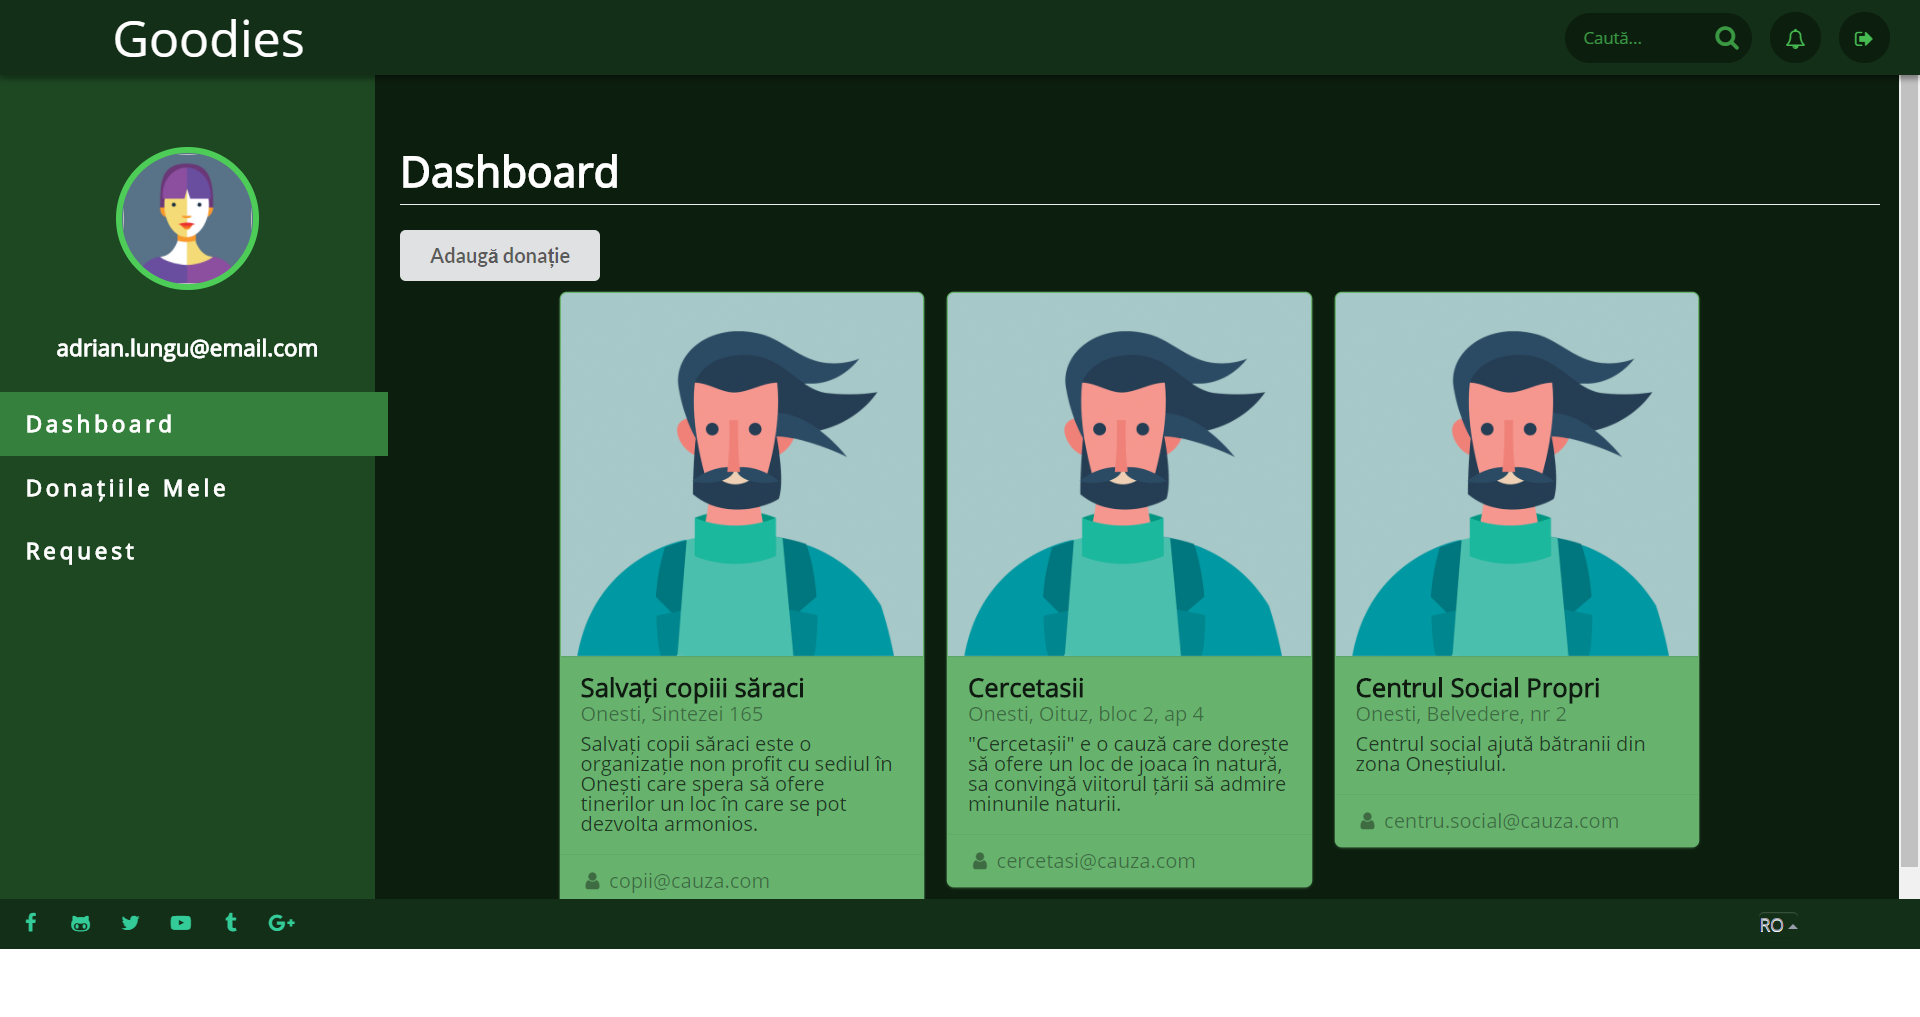 Goodies
Caută...
adrian.lungu@email.com
Dashboard
Donațiile Mele
Request
Dashboard
Adaugă donație
Salvați copiii săraci
Onesti, Sintezei 165
Salvați copii săraci este o
organizație non profit cu sediul în
Onești care spera să ofere
tinerilor un loc în care se pot
dezvolta armonios.
copii@cauza.com
Cercetasii
Onesti, Oituz, bloc 2, ap 4
"Cercetașii" e o cauză care dorește
să ofere un loc de joaca în natură,
sa convingă viitorul țării să admire
minunile naturii.
cercetasi@cauza.com
Centrul Social Propri
Onesti, Belvedere, nr 2
Centrul social ajută bătranii din
zona Oneștiului.
centru.social@cauza.com
RO